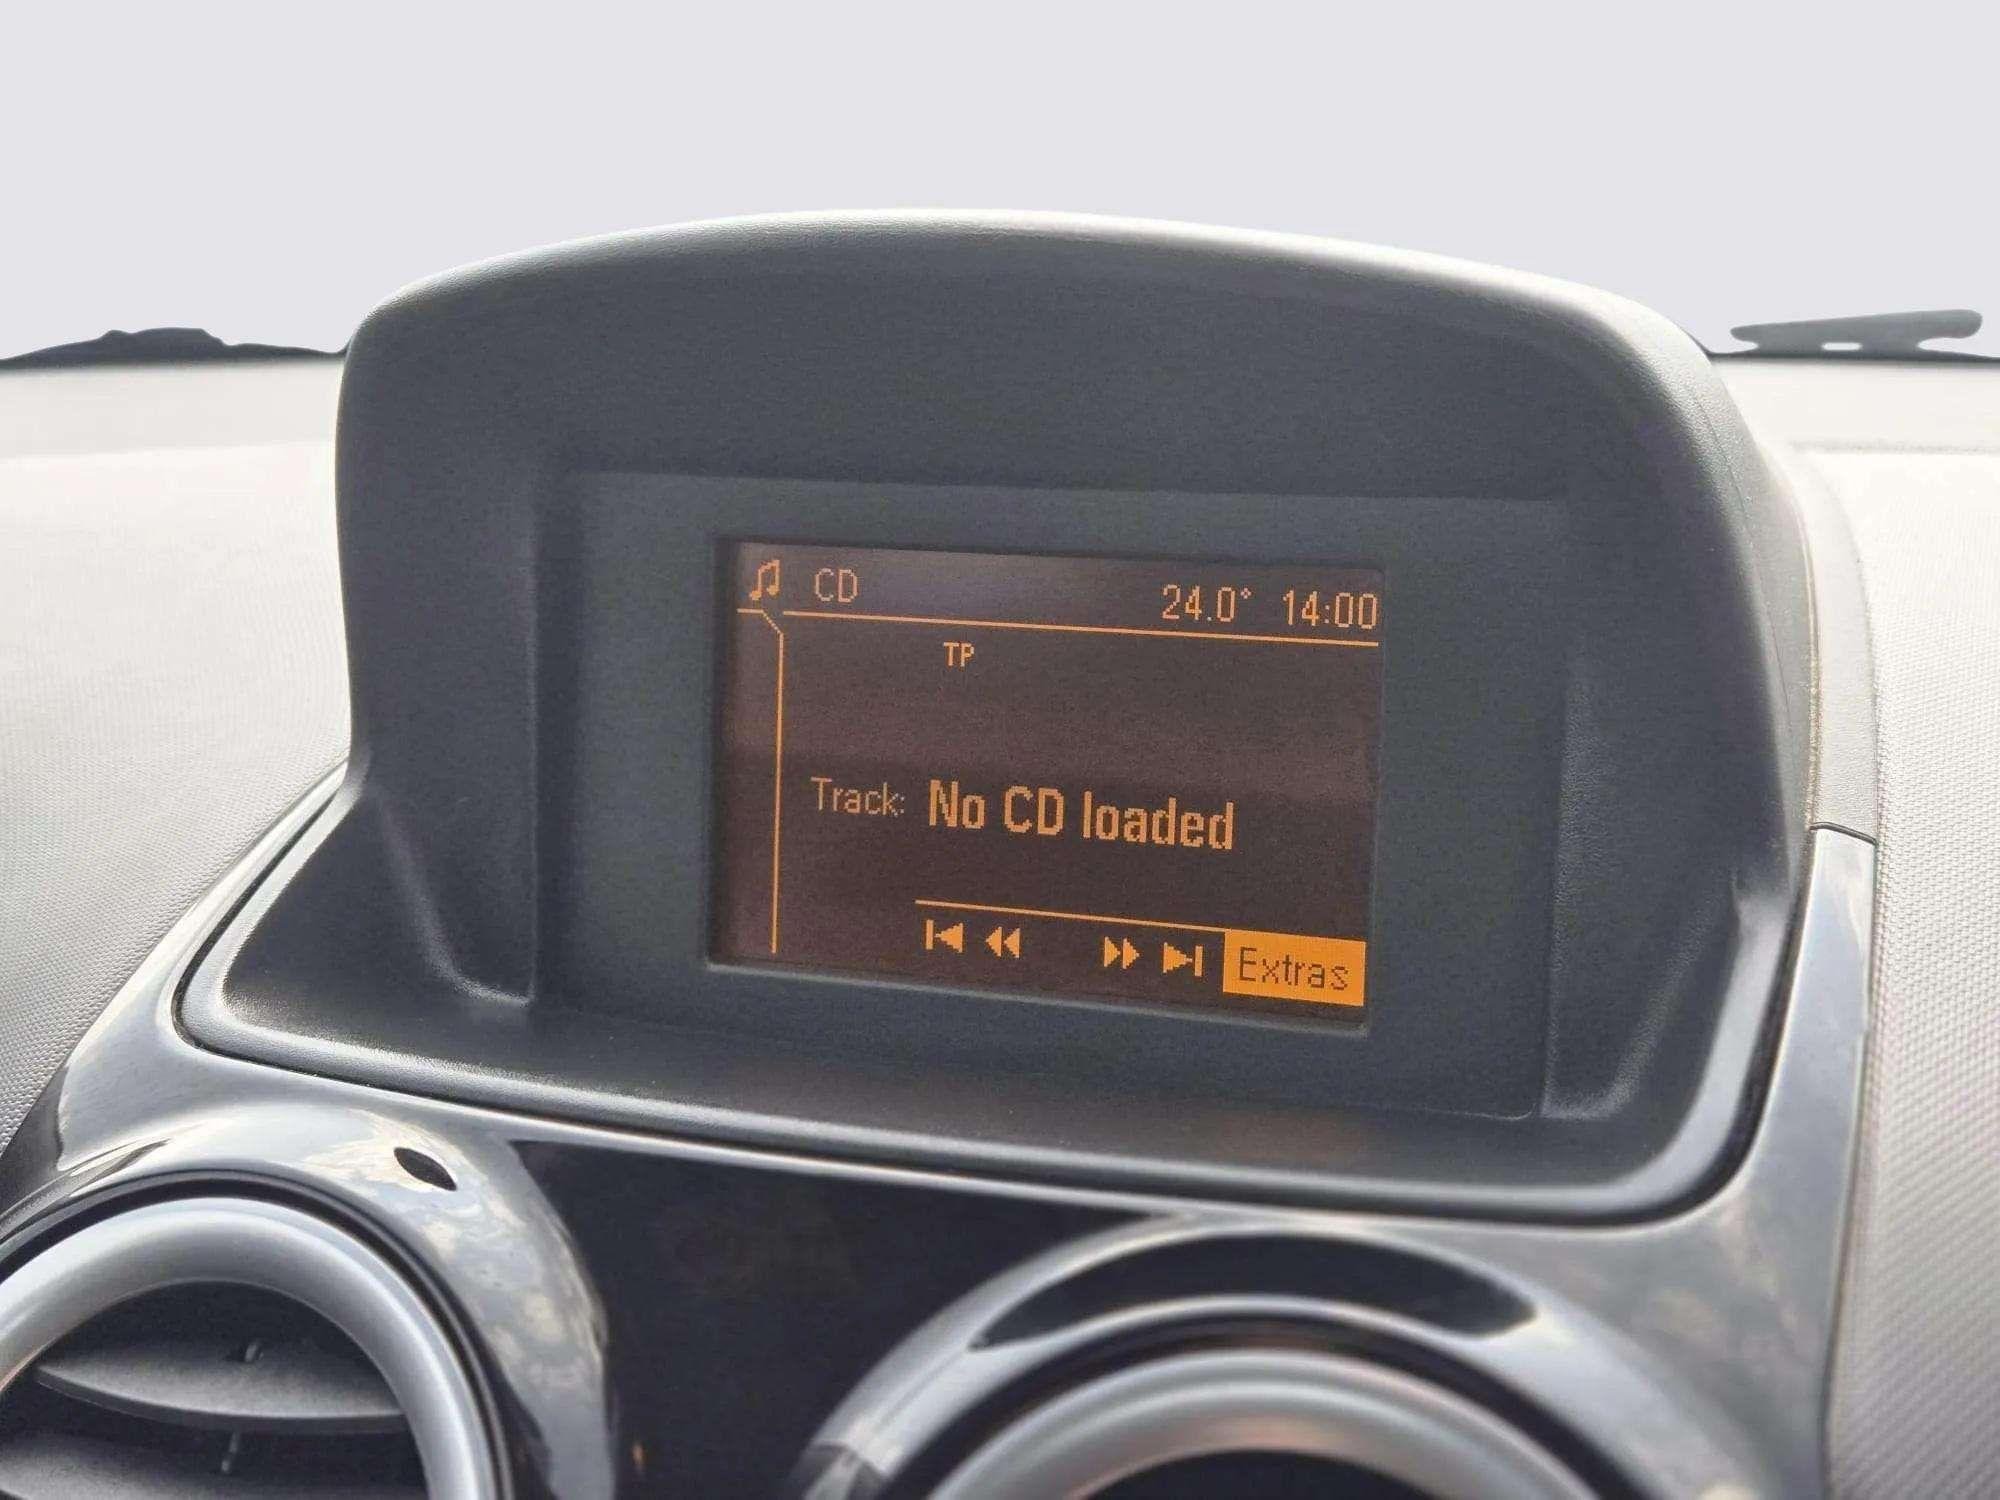 CD 24.0° 14:00
TP
Track: No CD loaded
Extras